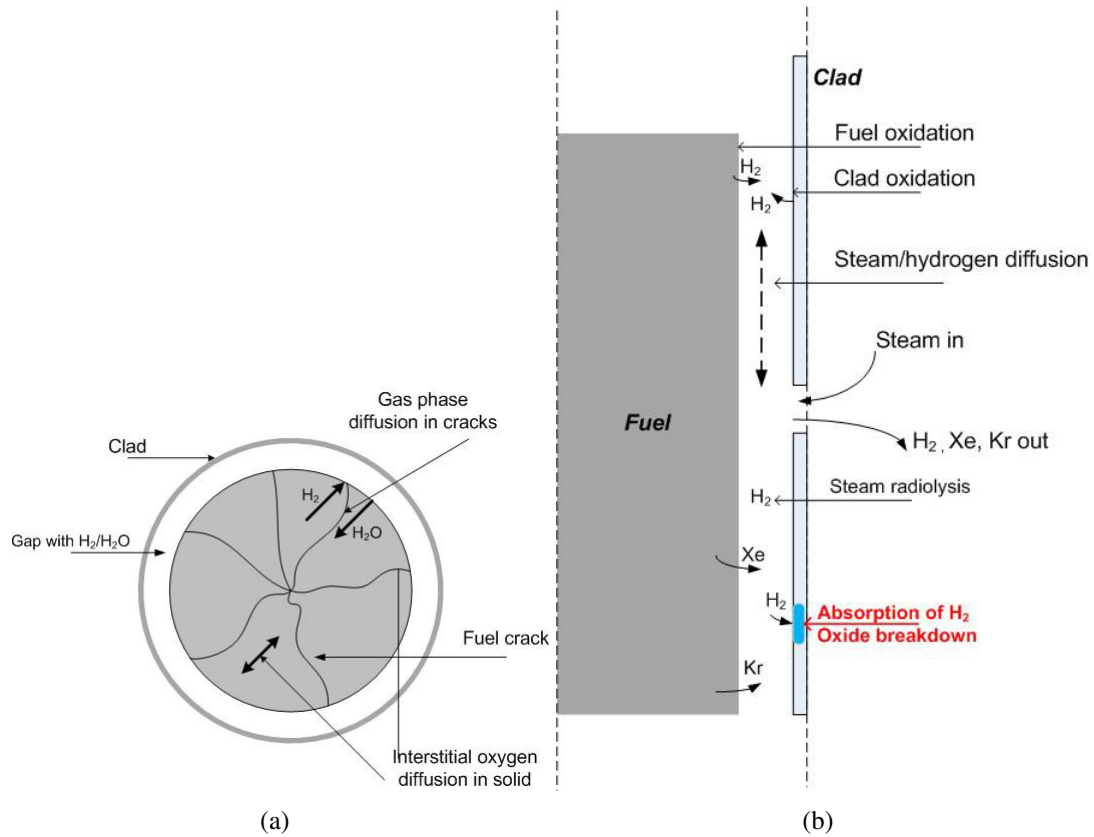 Gas phase
diffusion in cracks
Clad
H₂
H₂O
Gap with H₂/H₂O
Fuel crack
Interstitial oxygen
diffusion in solid
(a)
Clad
Fuel oxidation
H₂
Clad oxidation
H₂
Steam/hydrogen diffusion
Steam in
Fuel
H₂, Xe, Kr out
H₂
Steam radiolysis
Xe
H₂
Absorption of H₂
Oxide breakdown
Kr
(b)